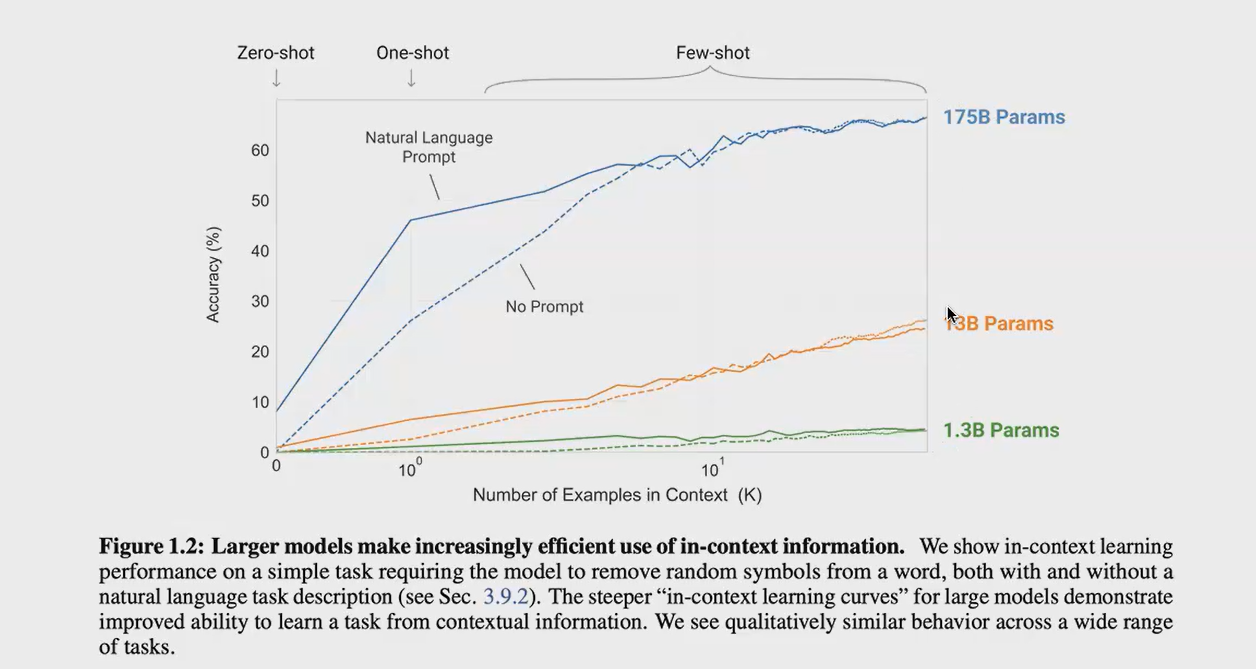 Zero-shot One-shot Few-shot
175B Params
Natural Language
Prompt
60
50
40
Accuracy (%)
30
No Prompt
13B Params
20
10
1.3B Params
0
0 10^0 10^1
Number of Examples in Context (K)
Figure 1.2: Larger models make increasingly efficient use of in-context information. We show in-context learning
performance on a simple task requiring the model to remove random symbols from a word, both with and without a
natural language task description (see Sec. 3.9.2). The steeper “in-context learning curves” for large models demonstrate
improved ability to learn a task from contextual information. We see qualitatively similar behavior across a wide range
of tasks.